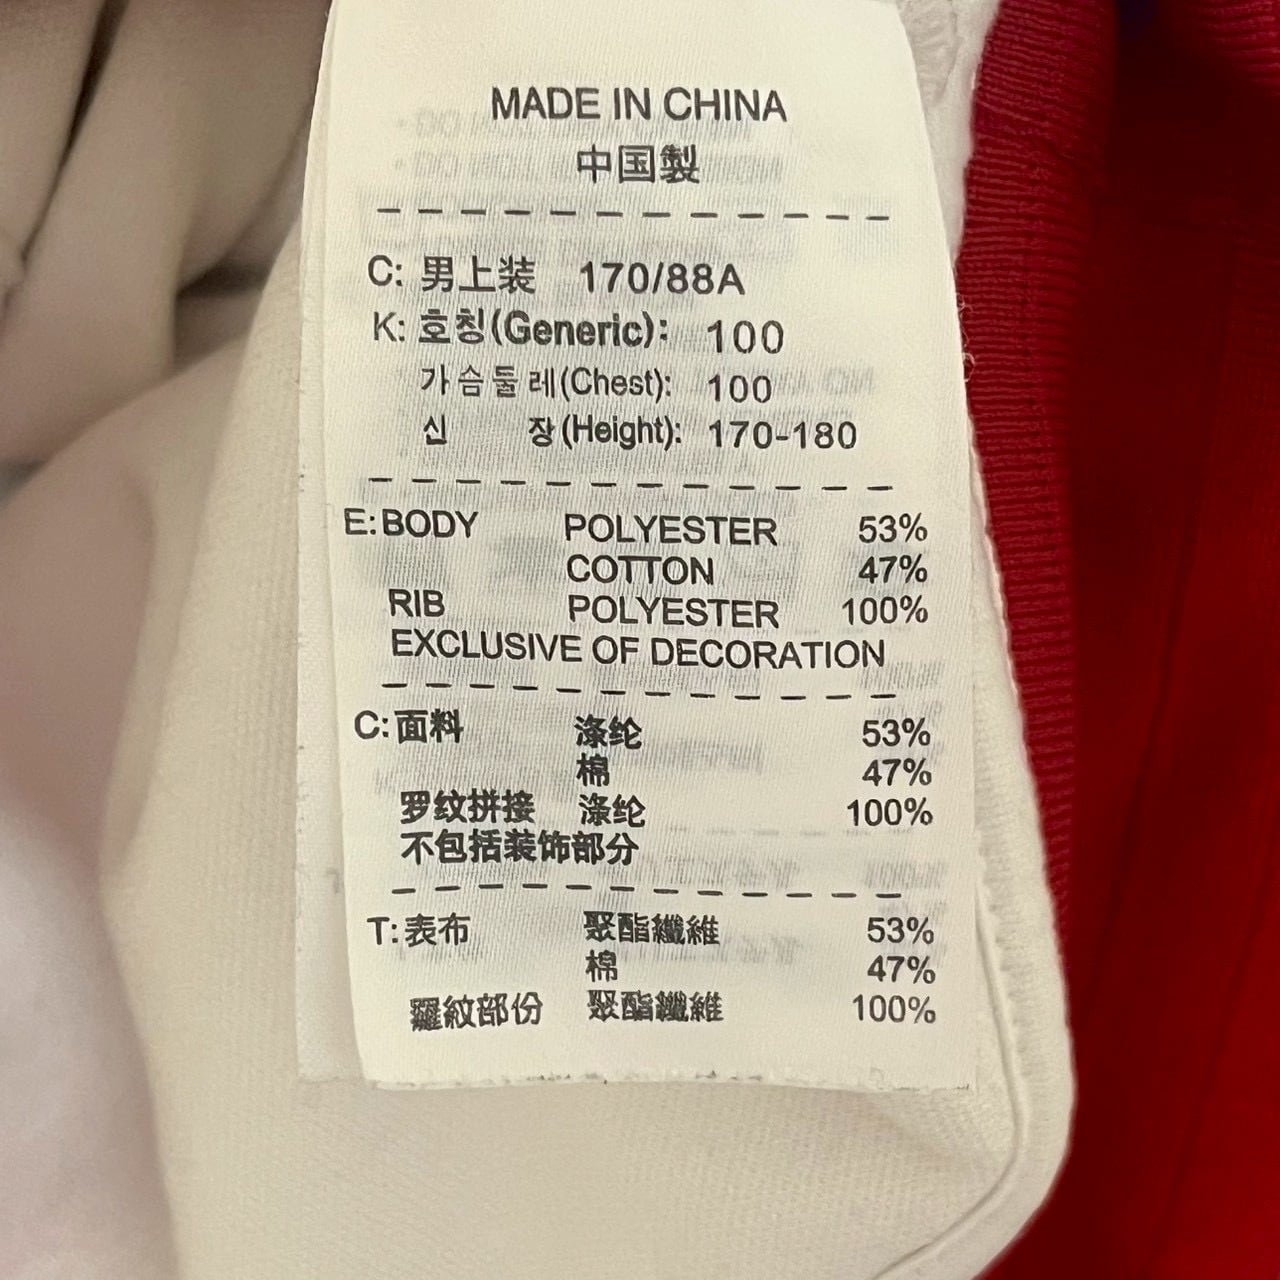 MADE IN CHINA
中国製
C: 男上装 170/88A
K: 호칭(Generic): 100
가슴둘레(Chest): 100
신 장(Height): 170-180
E: BODY POLYESTER 53%
COTTON 47%
RIB POLYESTER 100%
EXCLUSIVE OF DECORATION
C: 面料 涤纶 53%
棉 47%
罗纹拼接 涤纶 100%
不包括装饰部分
T: 表布 聚酯纖維 53%
棉 47%
羅紋部份 聚酯纖維 100%